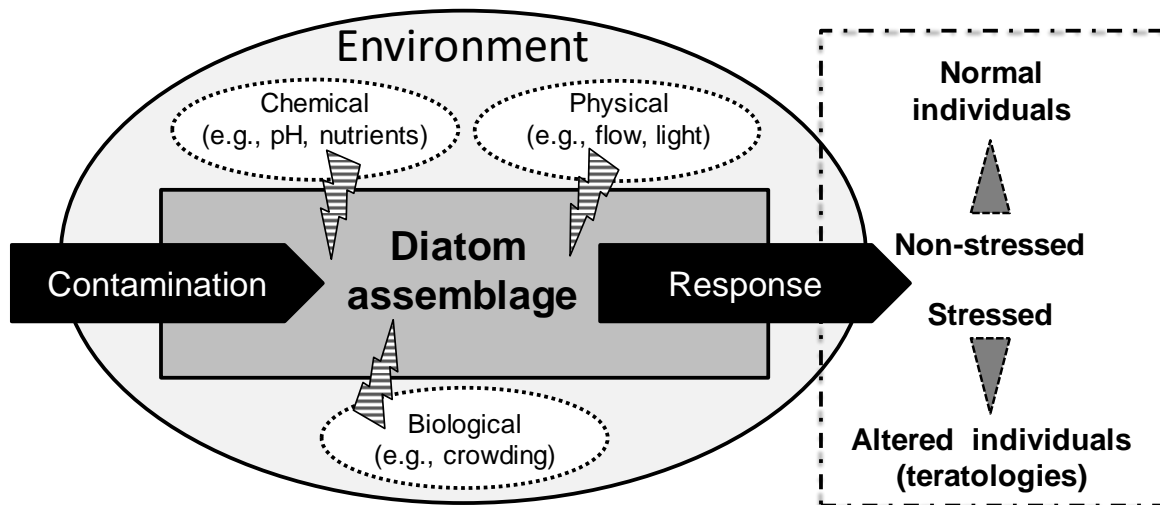 Environment
Chemical
(e.g., pH, nutrients)
Physical
(e.g., flow, light)
Contamination
Diatom
assemblage
Response
Biological
(e.g., crowding)
Normal
individuals
Non-stressed
Stressed
Altered individuals
(teratologies)